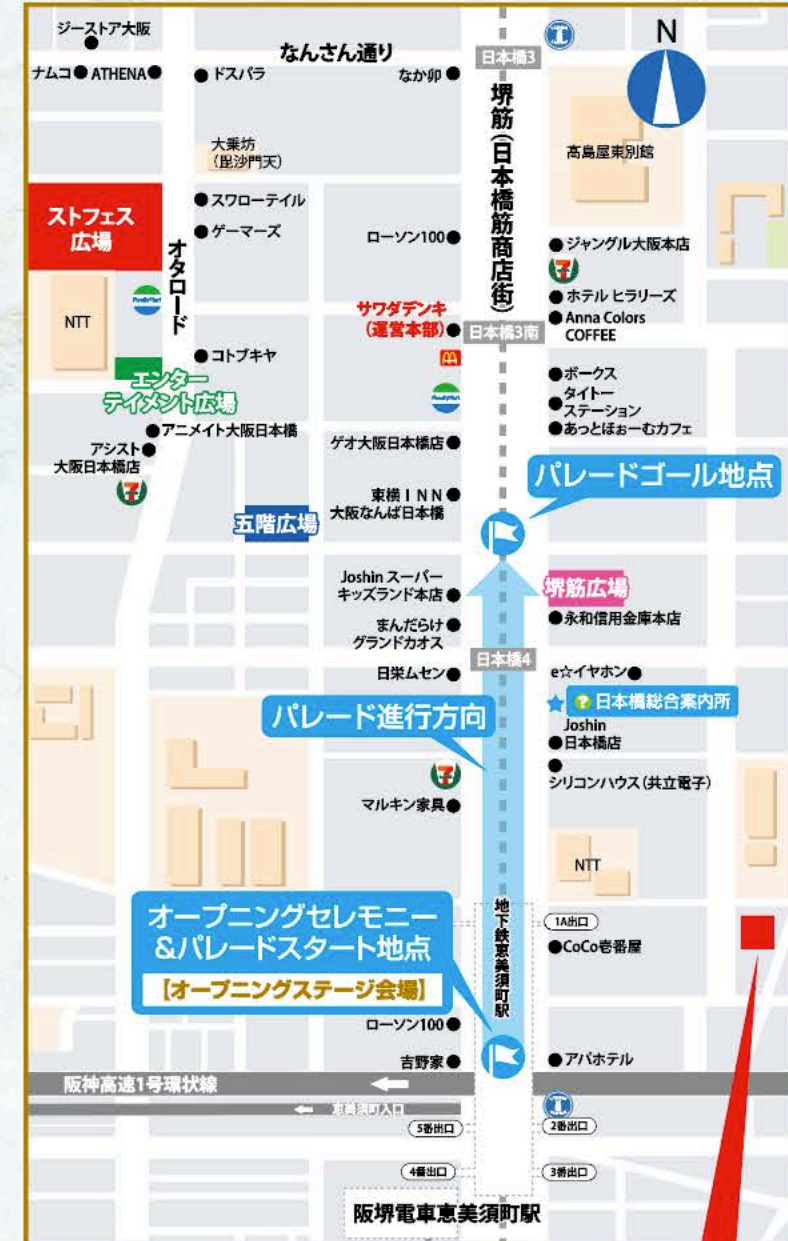 ジーストア大阪
ナムコ
ATHENA
ドスパラ
なんさん通り
なか卯
日本橋3
N
堺筋(日本橋筋商店街)
髙島屋東別館
大乗坊
(毘沙門天)
ストフェス
広場
オタロード
スワローテイル
ゲーマーズ
ローソン100
ジャングル大阪本店
NTT
FamilyMart
サワダデンキ
(運営本部)
日本橋3南
ホテル ヒラリーズ
Anna Colors
COFFEE
コトブキヤ
FamilyMart
エンター
テイメント広場
アニメイト大阪日本橋
アシスト
大阪日本橋店
ボークス
タイトー
ステーション
あっとほぉーむカフェ
ゲオ大阪日本橋店
東横INN
大阪なんば日本橋
五階広場
パレードゴール地点
Joshin スーパー
キッズランド本店
まんだらけ
グランドカオス
日栄ムセン
日本橋4
堺筋広場
永和信用金庫本店
e☆イヤホン
日本橋総合案内所
Joshin
日本橋店
シリコンハウス(共立電子)
パレード進行方向
マルキン家具
NTT
オープニングセレモニー
&パレードスタート地点
【オープニングステージ会場】
地下鉄恵美須町駅
1A出口
CoCo壱番屋
ローソン100
吉野家
アパホテル
阪神高速1号環状線
恵美須町入口
5番出口
2番出口
4番出口
3番出口
阪堺電車恵美須町駅